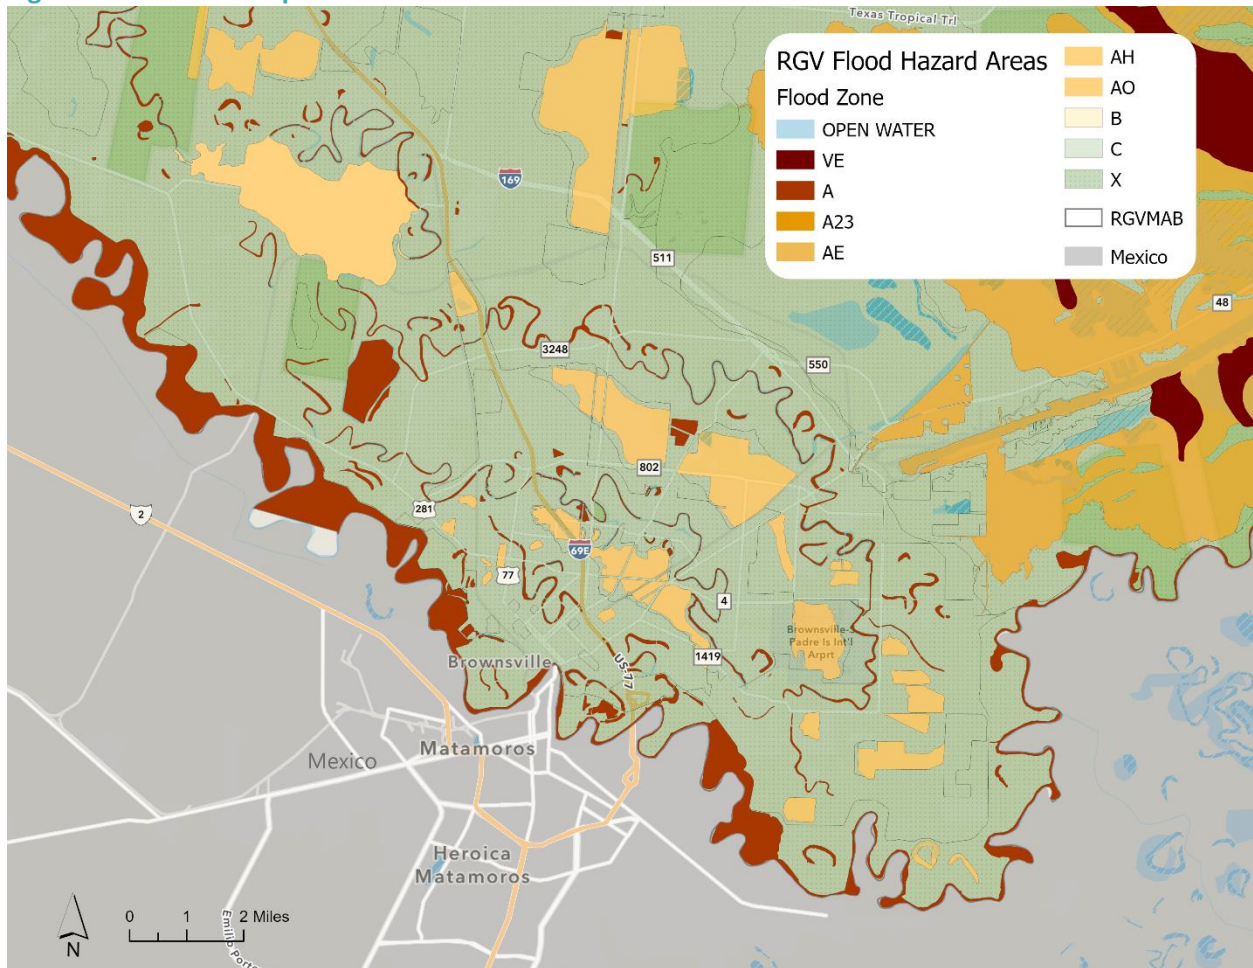 Texas Tropical Trl
RGV Flood Hazard Areas
Flood Zone
OPEN WATER
VE
A
A23
AE
AH
AO
B
C
X
RGVMAB
Mexico
169
511
48
3248
550
802
2
281
69E
77
4
Brownsville-
Padre Is Int'l
Arprt
1419
US-77
Brownsville
Matamoros
Mexico
Heroica
Matamoros
0 1 2 Miles
N